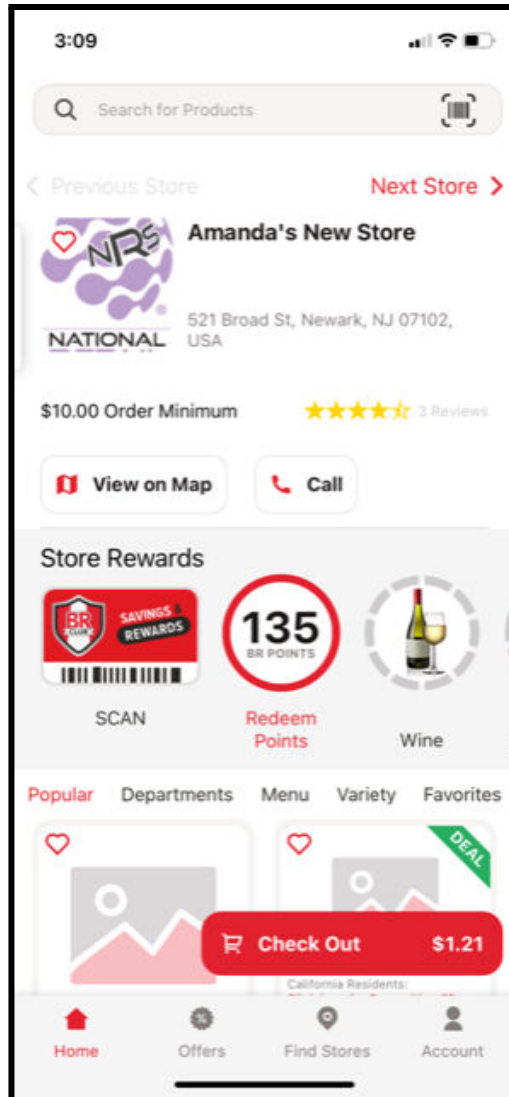 3:09
Search for Products
Previous Store
Next Store
NRS
NATIONAL
Amanda's New Store
521 Broad St, Newark, NJ 07102,
USA
$10.00 Order Minimum
3 Reviews
View on Map
Call
Store Rewards
BR
CLUB
SAVINGS &
REWARDS
135
BR POINTS
SCAN
Redeem
Points
Wine
Popular
Departments
Menu
Variety
Favorites
DEAL
Check Out
$1.21
California Residents:
Home
Offers
Find Stores
Account